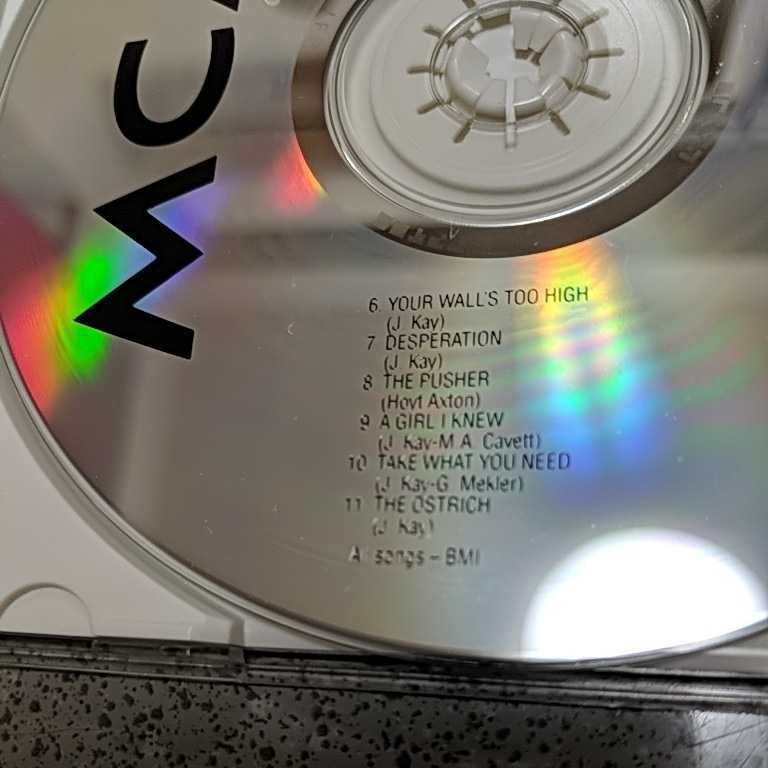 MC
6 YOUR WALL'S TOO HIGH
(J. Kay)
7 DESPERATION
(J. Kay)
8 THE PUSHER
(Hoyt Axton)
9 A GIRL I KNEW
(J. Kay-M.A. Cavett)
10 TAKE WHAT YOU NEED
(J. Kay-G. Mekler)
11 THE OSTRICH
(J. Kay)
All songs – BMI